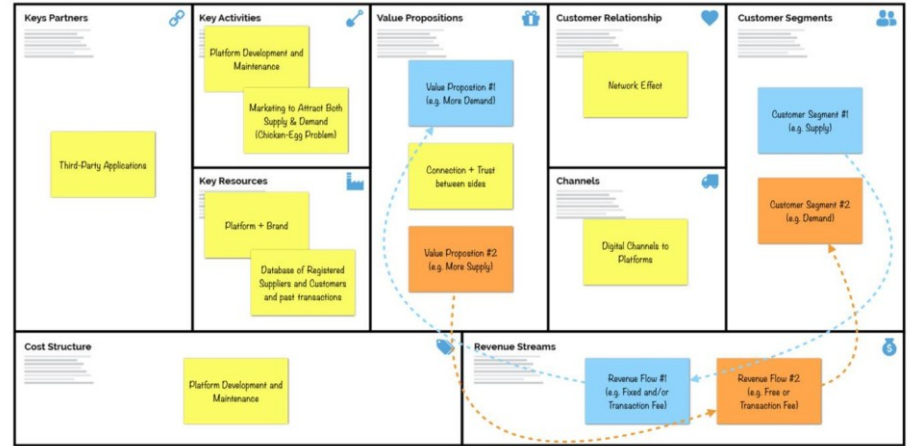 Keys Partners
Third-Party Applications
Key Activities
Platform Development and
Maintenance
Marketing to Attract Both
Supply & Demand
(Chicken-Egg Problem)
Key Resources
Platform + Brand
Database of Registered
Suppliers and Customers
and past transactions
Value Propositions
Value Propostion #1
(e.g. More Demand)
Connection + Trust
between sides
Value Propostion #2
(e.g. More Supply)
Customer Relationship
Network Effect
Channels
Digital Channels to
Platforms
Customer Segments
Customer Segment #1
(e.g. Supply)
Customer Segment #2
(e.g. Demand)
Cost Structure
Platform Development and
Maintenance
Revenue Streams
Revenue Flow #1
(e.g. Fixed and/or
Transaction Fee)
Revenue Flow #2
(e.g. Free or
Transaction Fee)
$